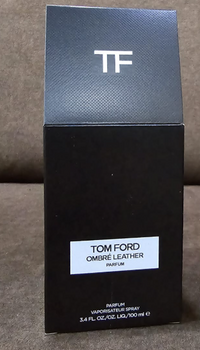 TF
TOM FORD
OMBRÉ LEATHER
PARFUM
PARFUM
VAPORISATEUR SPRAY
3.4 FL. OZ./OZ. LIQ./100 ml ℮